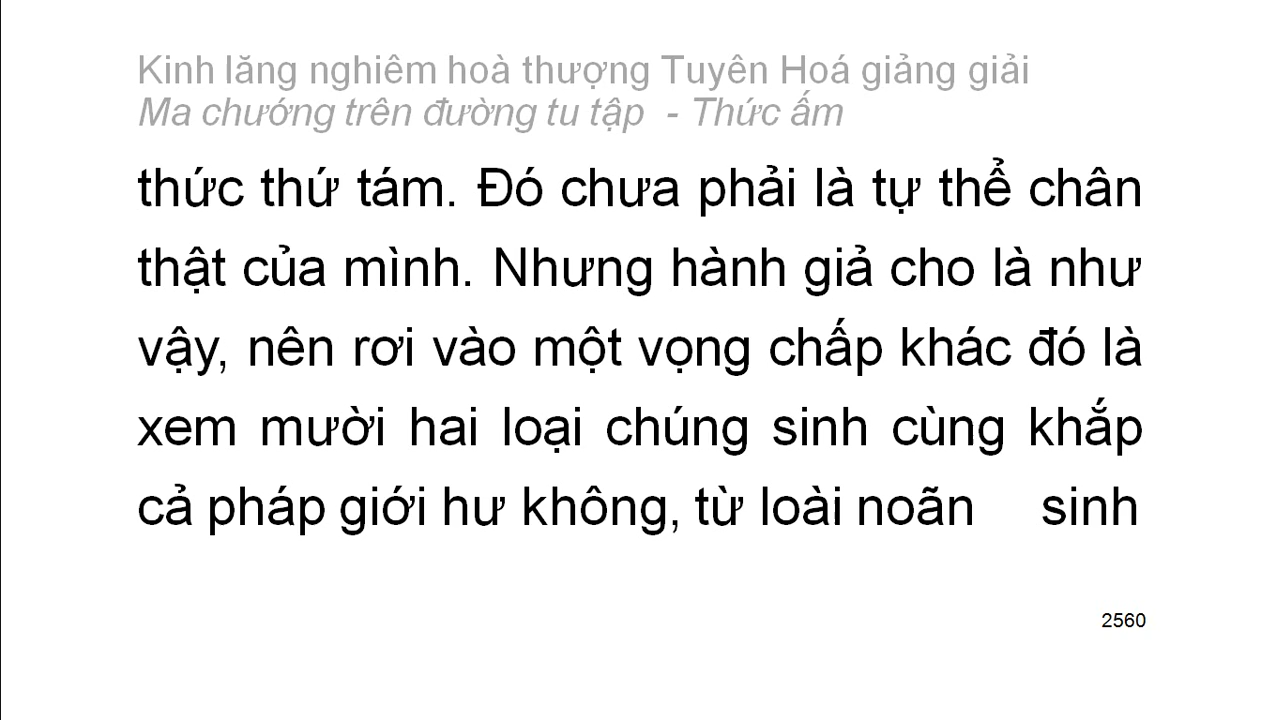 Kinh lăng nghiêm hoà thượng Tuyên Hoá giảng giải
Ma chướng trên đường tu tập - Thức ấm
thức thứ tám. Đó chưa phải là tự thể chân
thật của mình. Nhưng hành giả cho là như
vậy, nên rơi vào một vọng chấp khác đó là
xem mười hai loại chúng sinh cùng khắp
cả pháp giới hư không, từ loài noãn sinh
2560